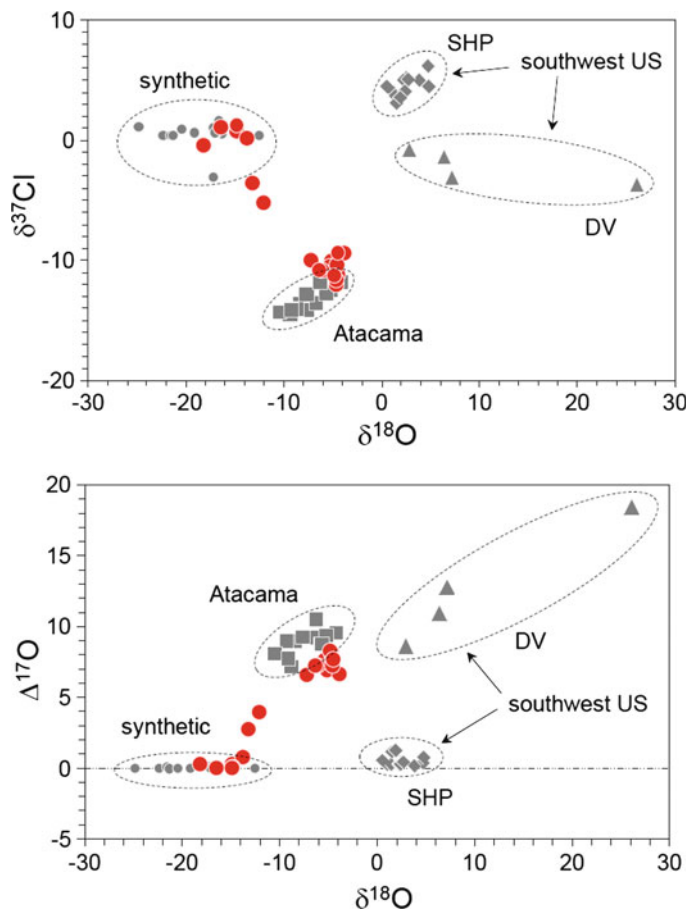 10
0
-10
-20
δ37Cl
synthetic
SHP
southwest US
DV
Atacama
-30 -20 -10 0 10 20 30
δ18O
20
15
10
5
0
-5
Δ17O
Atacama
synthetic
DV
southwest US
SHP
-30 -20 -10 0 10 20 30
δ18O